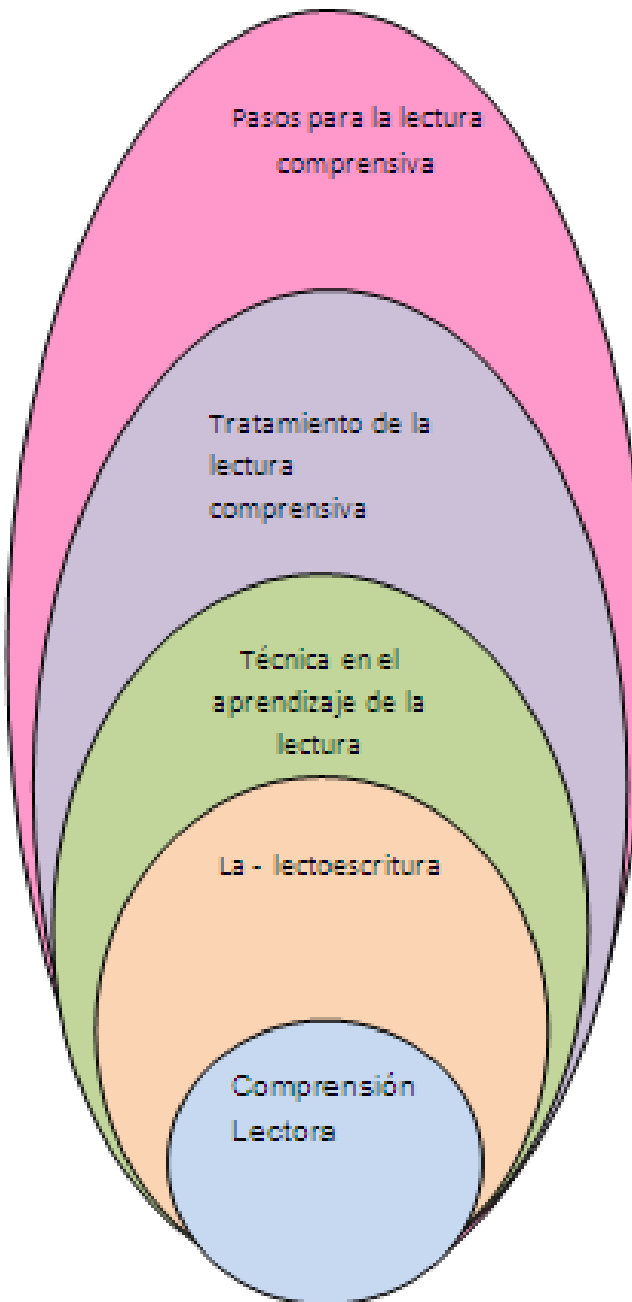 Pasos para la lectura
comprensiva
Tratamiento de la
lectura
comprensiva
Técnica en el
aprendizaje de la
lectura
La - lectoescritura
Comprensión
Lectora